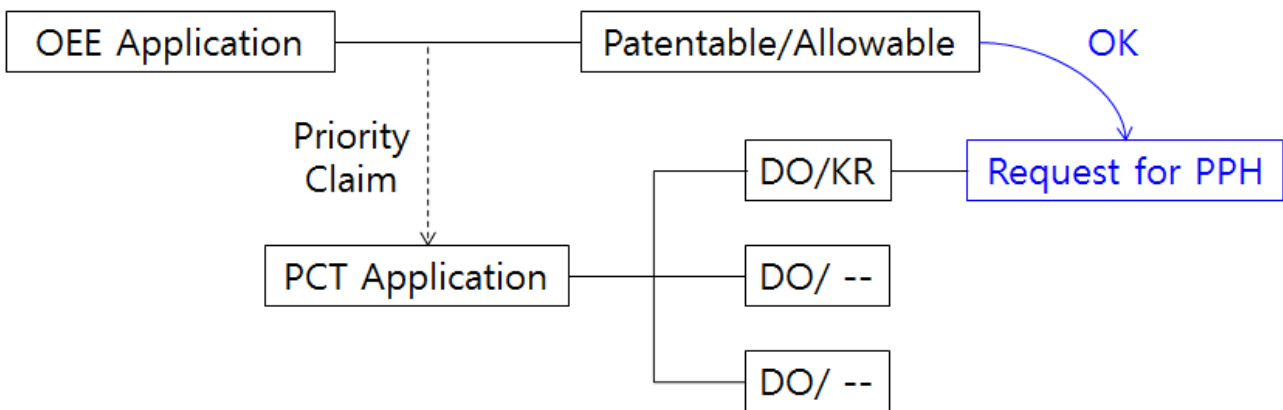 OEE Application
Patentable/Allowable
OK
Priority
Claim
DO/KR
Request for PPH
PCT Application
DO/ --
DO/ --